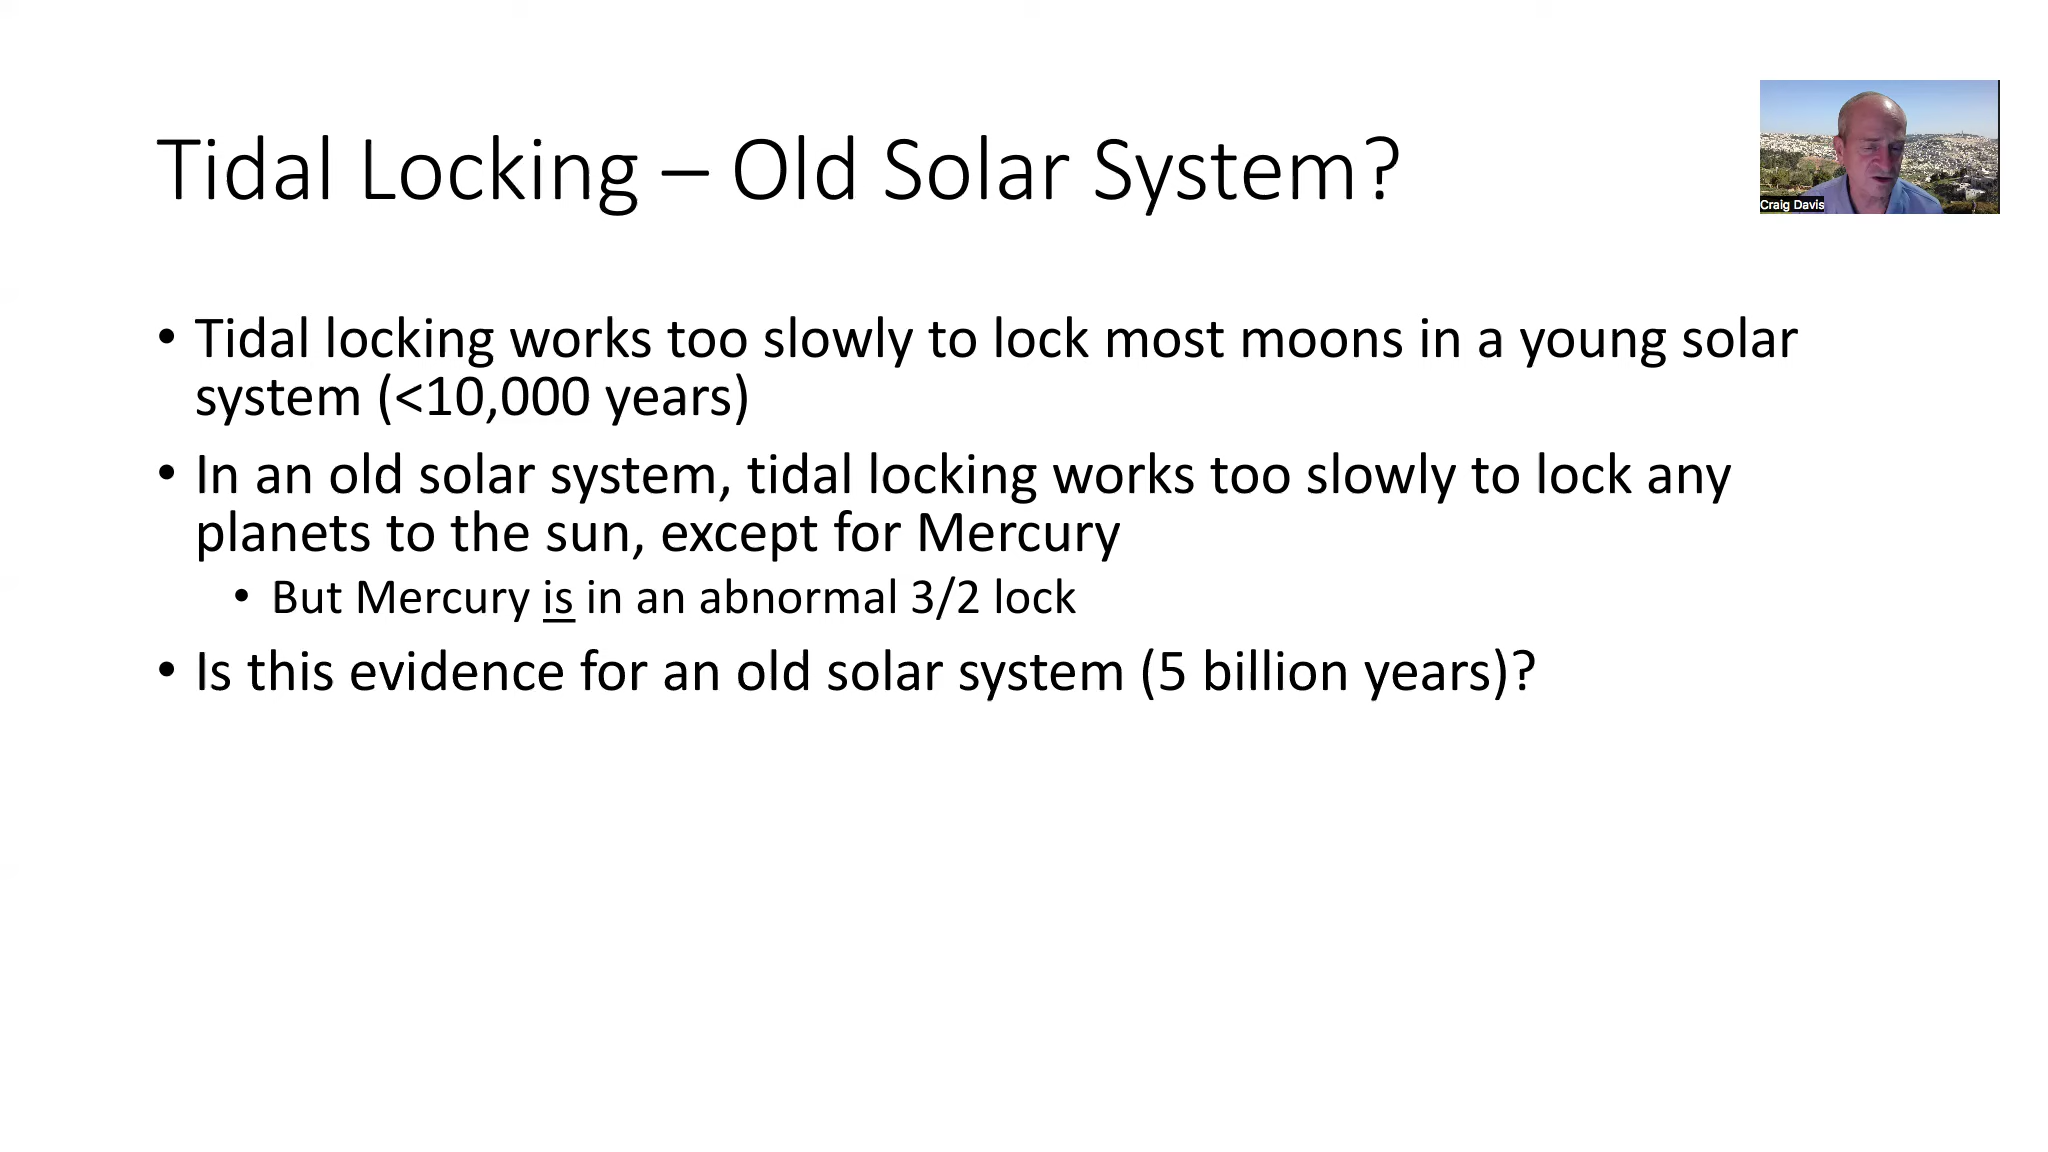 Tidal Locking – Old Solar System?
Craig Davis
• Tidal locking works too slowly to lock most moons in a young solar
system (<10,000 years)
• In an old solar system, tidal locking works too slowly to lock any
planets to the sun, except for Mercury
• But Mercury is in an abnormal 3/2 lock
• Is this evidence for an old solar system (5 billion years)?